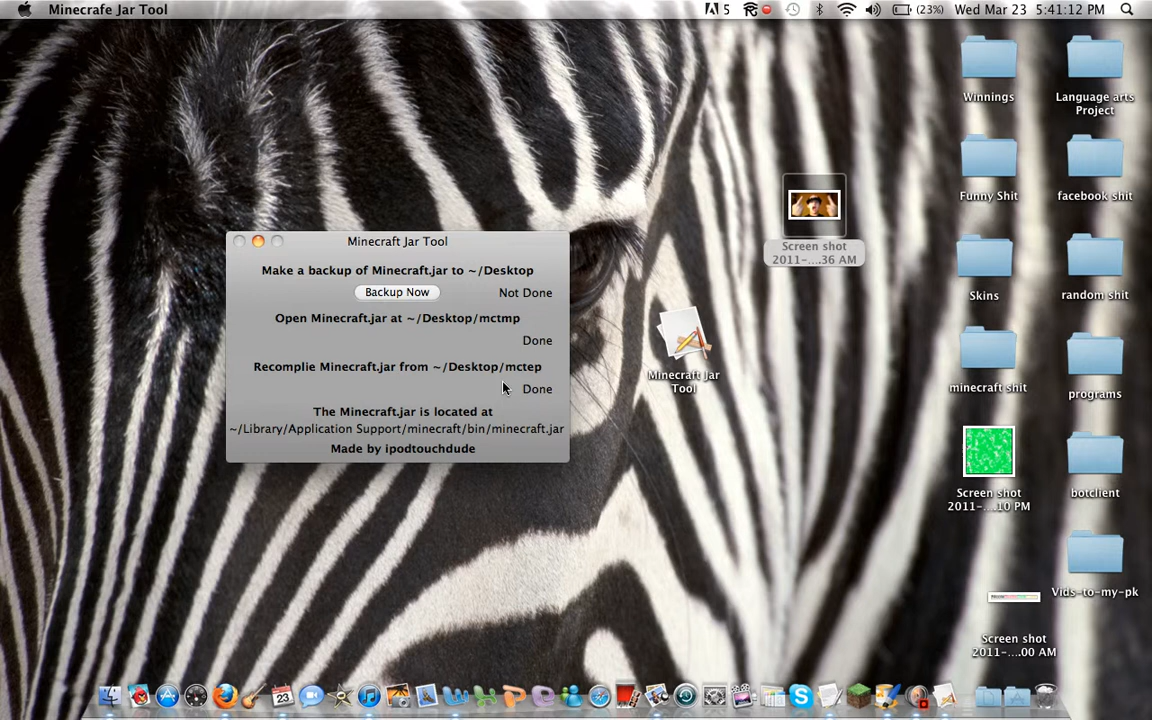 Minecrafe Jar Tool
5
(23%)
Wed Mar 23
5:41:12 PM
Minecraft Jar Tool
Make a backup of Minecraft.jar to ~/Desktop
Backup Now
Not Done
Open Minecraft.jar at ~/Desktop/mctmp
Done
Recomplie Minecraft.jar from ~/Desktop/mctep
Done
The Minecraft.jar is located at
~/Library/Application Support/minecraft/bin/minecraft.jar
Made by ipodtouchdude
Screen shot
2011-....36 AM
Minecraft Jar
Tool
Winnings
Language arts
Project
Funny Shit
facebook shit
Skins
random shit
minecraft shit
programs
Screen shot
2011-....10 PM
botclient
Vids-to-my-pk
Screen shot
2011-....00 AM
23